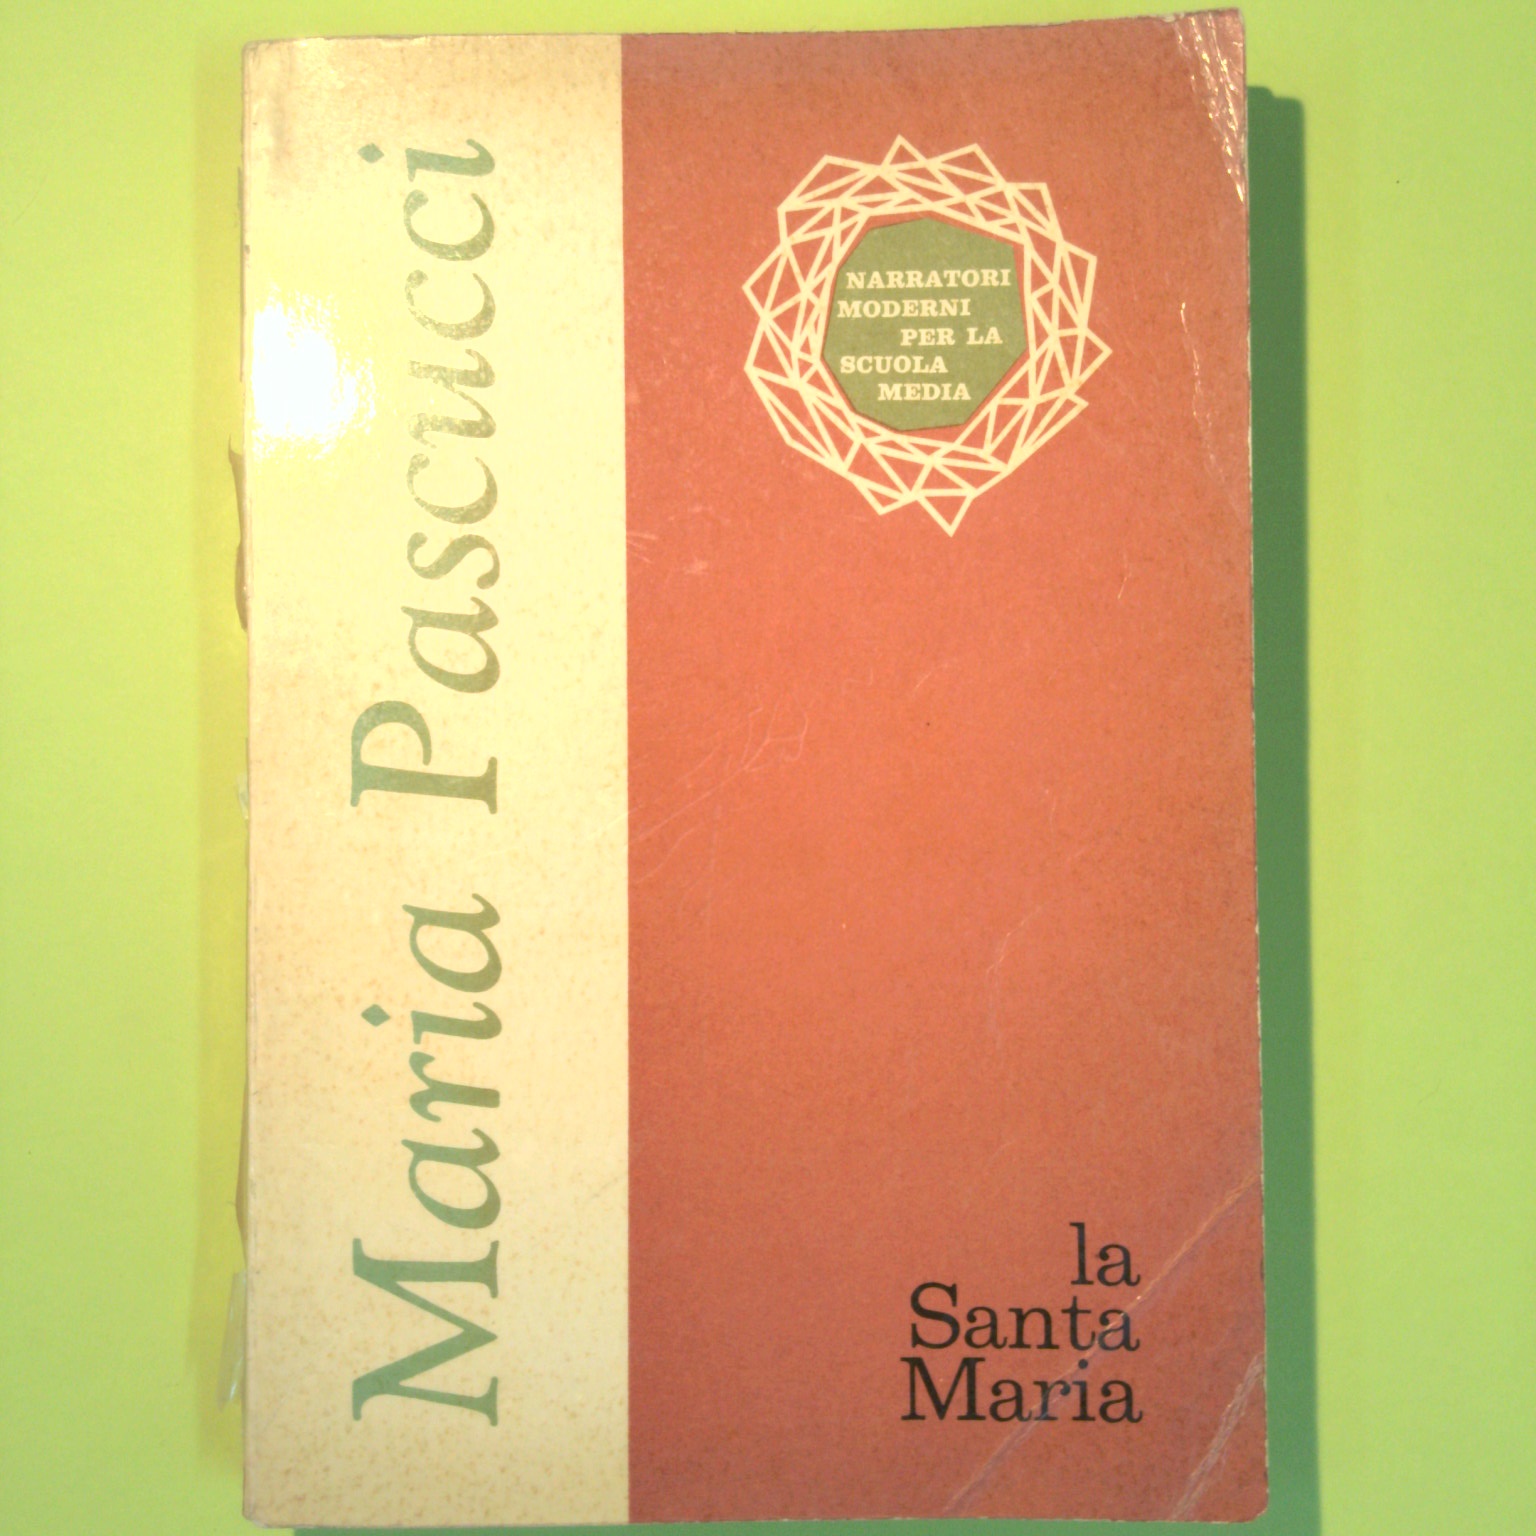 Maria Pascucci
NARRATORI
MODERNI
PER LA
SCUOLA
MEDIA
la
Santa
Maria